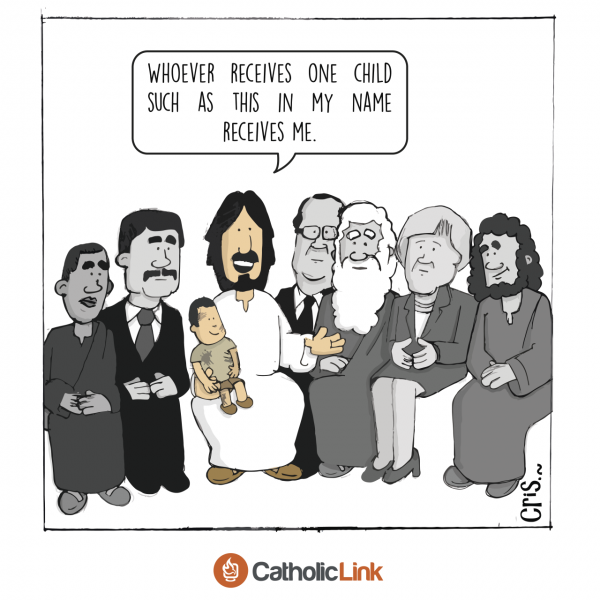 WHOEVER RECEIVES ONE CHILD
SUCH AS THIS IN MY NAME
RECEIVES ME.
CRIS..~
CatholicLink